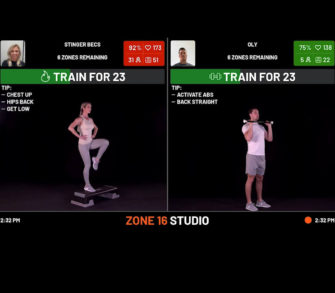 STINGER BECS
6 ZONES REMAINING
92% 173
31 51
TRAIN FOR 23
TIP:
– CHEST UP
– HIPS BACK
– GET LOW
OLY
6 ZONES REMAINING
75% 138
5 22
TRAIN FOR 23
TIP:
– ACTIVATE ABS
– BACK STRAIGHT
2:32 PM
ZONE 16 STUDIO
2:32 PM